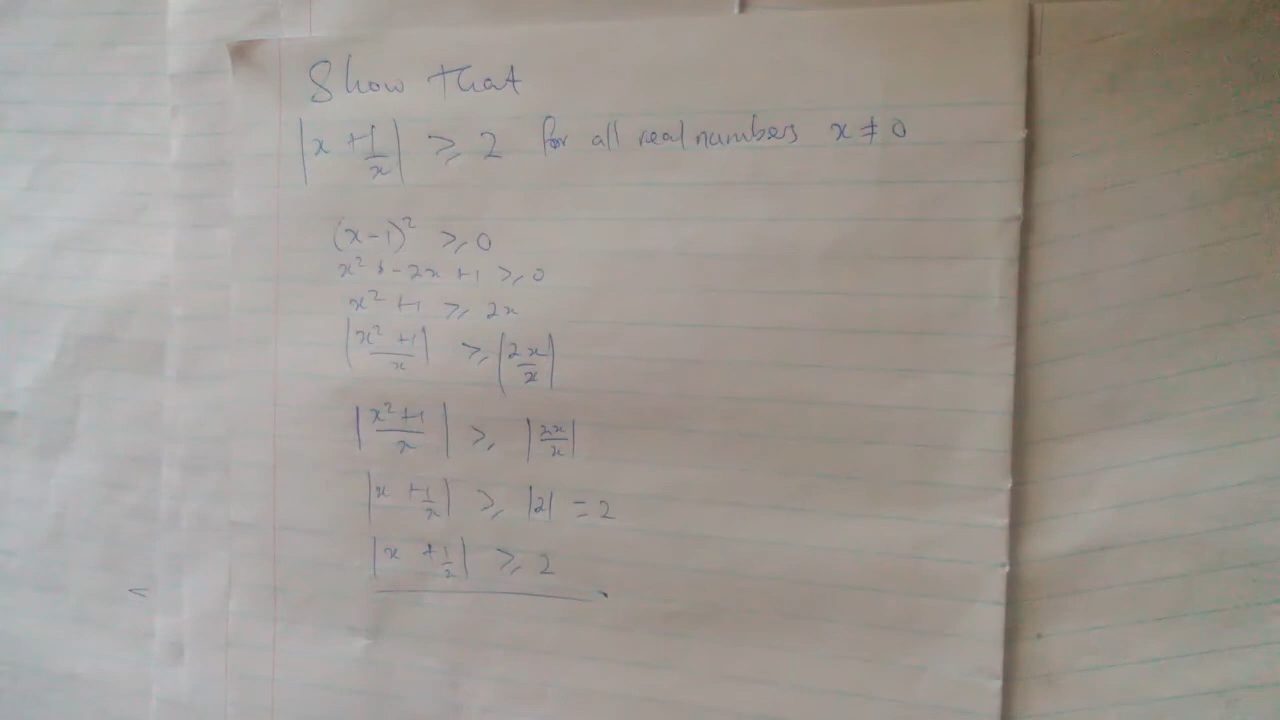 Show that
|x + 1/x| ⩾ 2 for all real numbers x ≠ 0
(x - 1)² ⩾ 0
x² - 2x + 1 ⩾ 0
x² + 1 ⩾ 2x
|(x² + 1)/x| ⩾ |2x/x|
|(x² + 1)/x| ⩾ |2x/x|
|x + 1/x| ⩾ |2| = 2
|x + 1/2| ⩾ 2